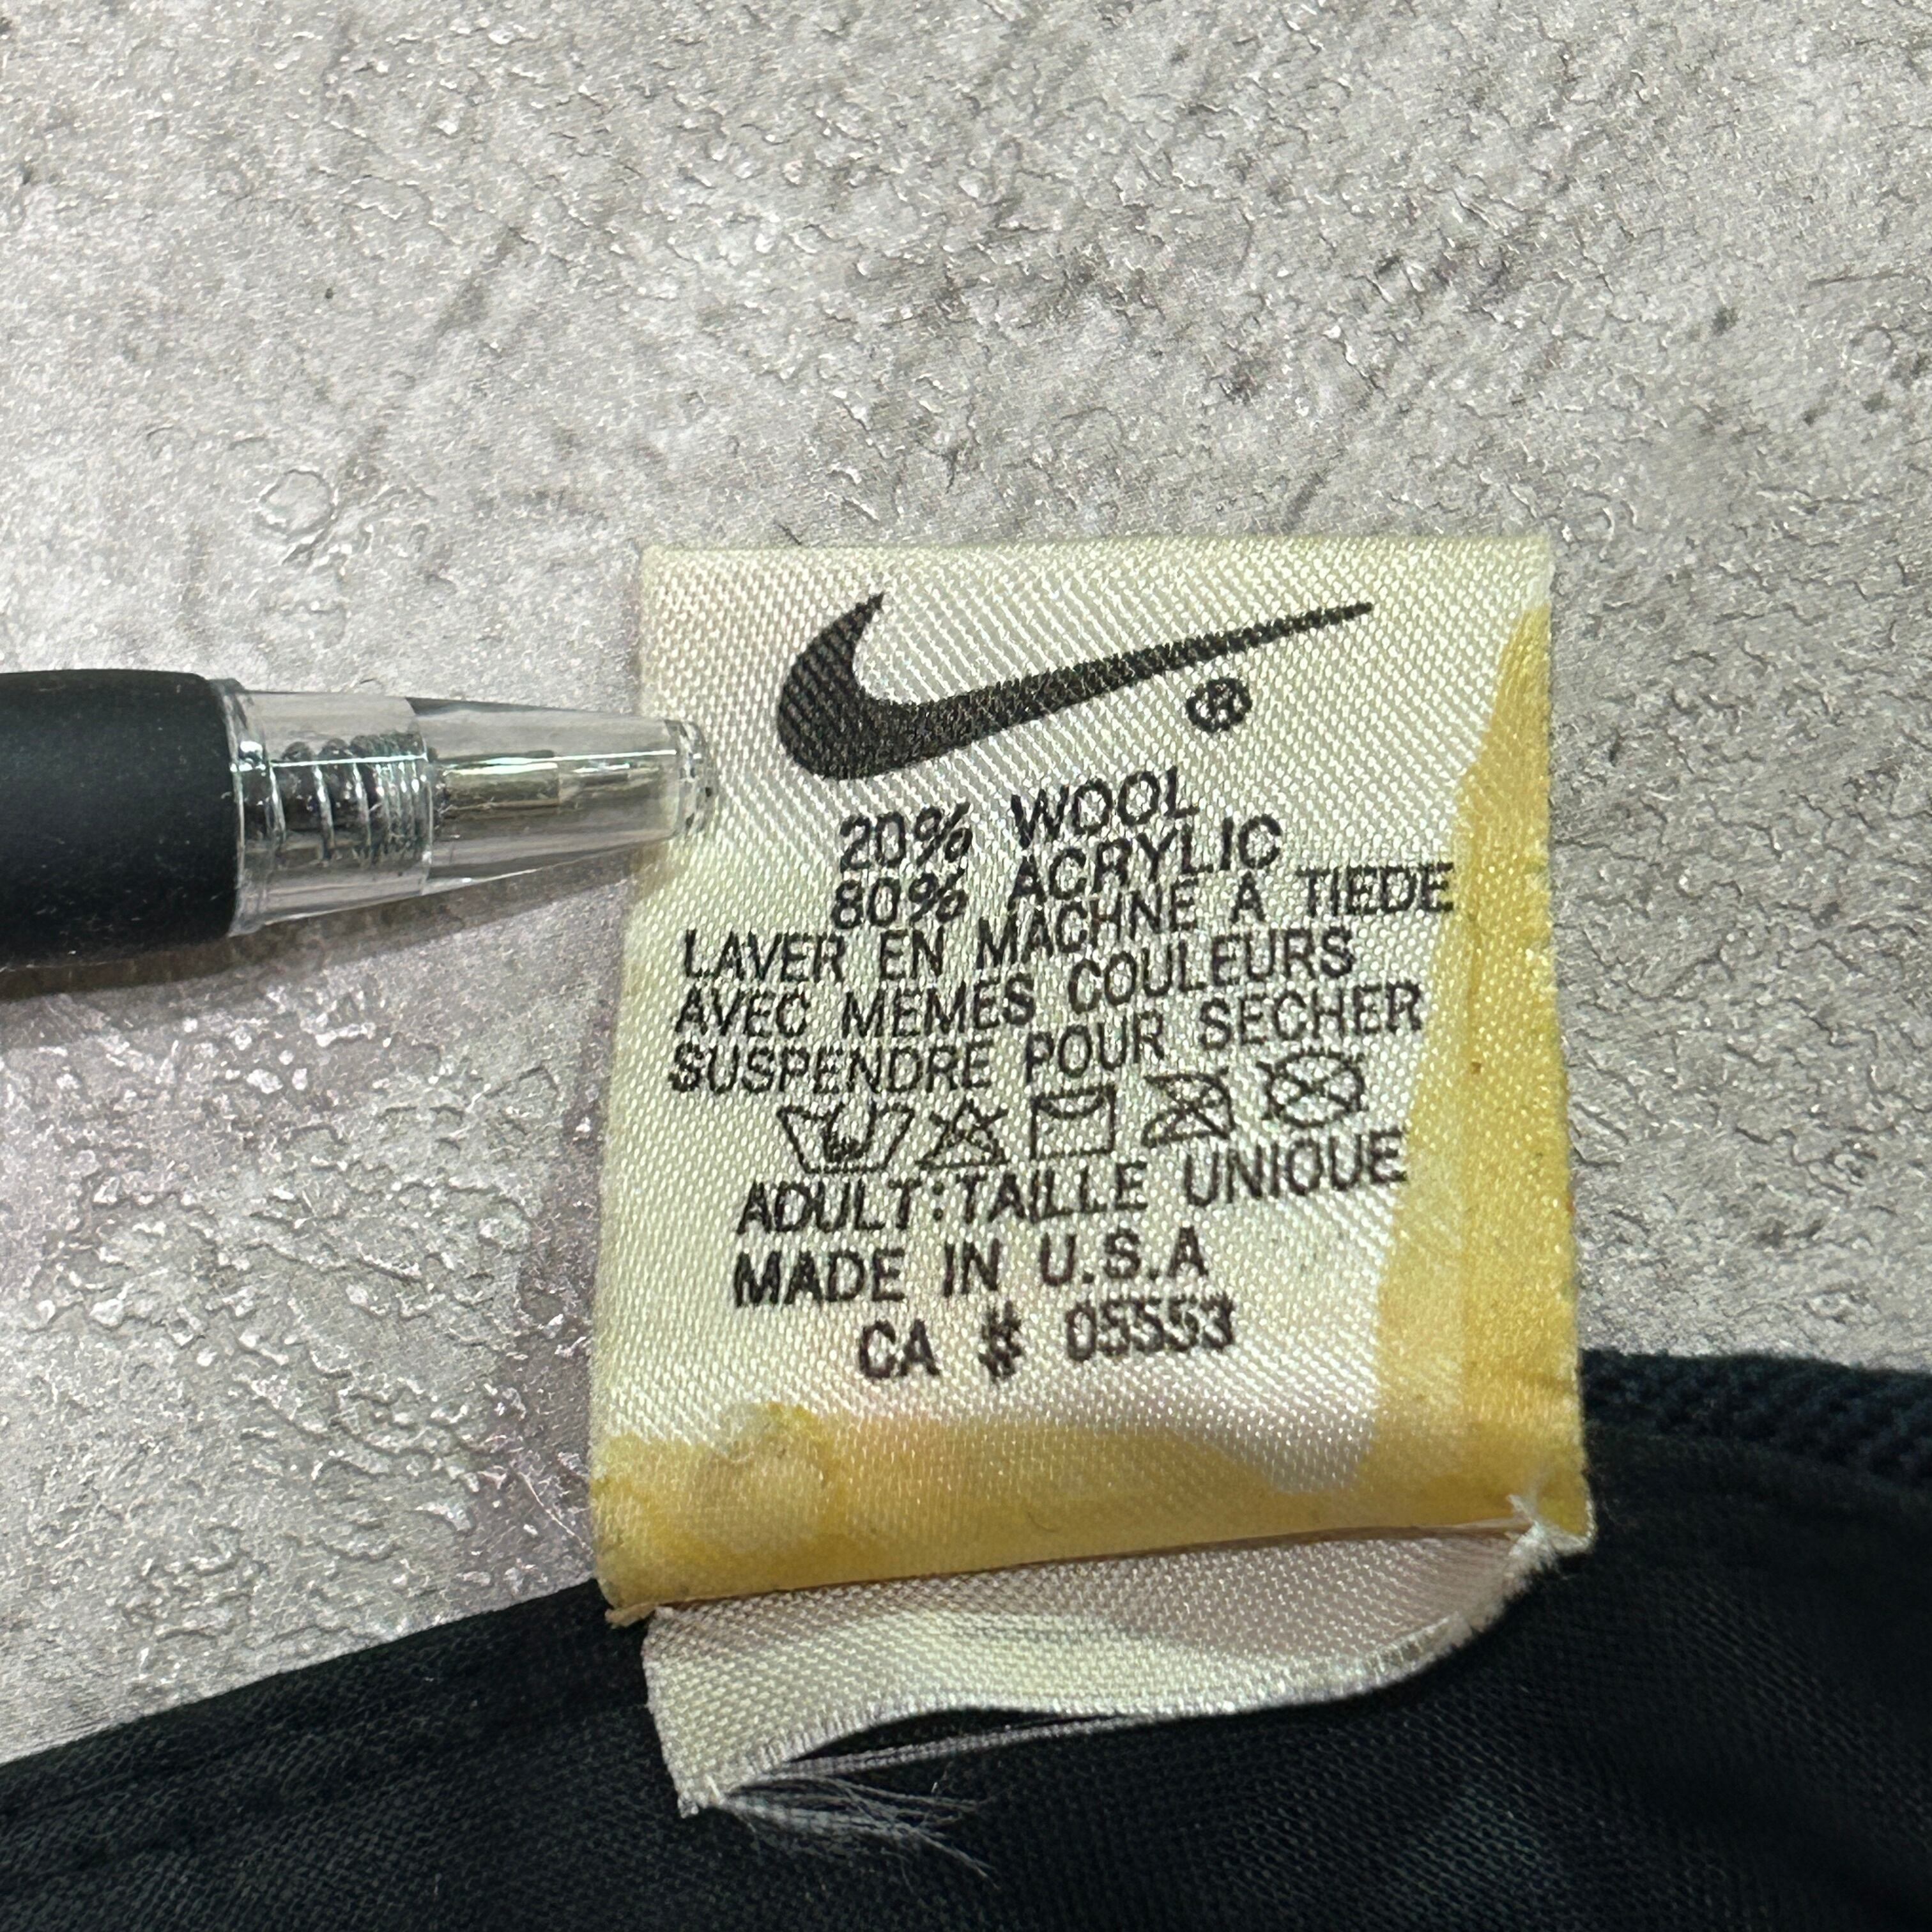 ®
20% WOOL
80% ACRYLIC
LAVER EN MACHNE A TIEDE
AVEC MEMES COULEURS
SUSPENDRE POUR SECHER
ADULT:TAILLE UNIQUE
MADE IN U.S.A
CA # 05553